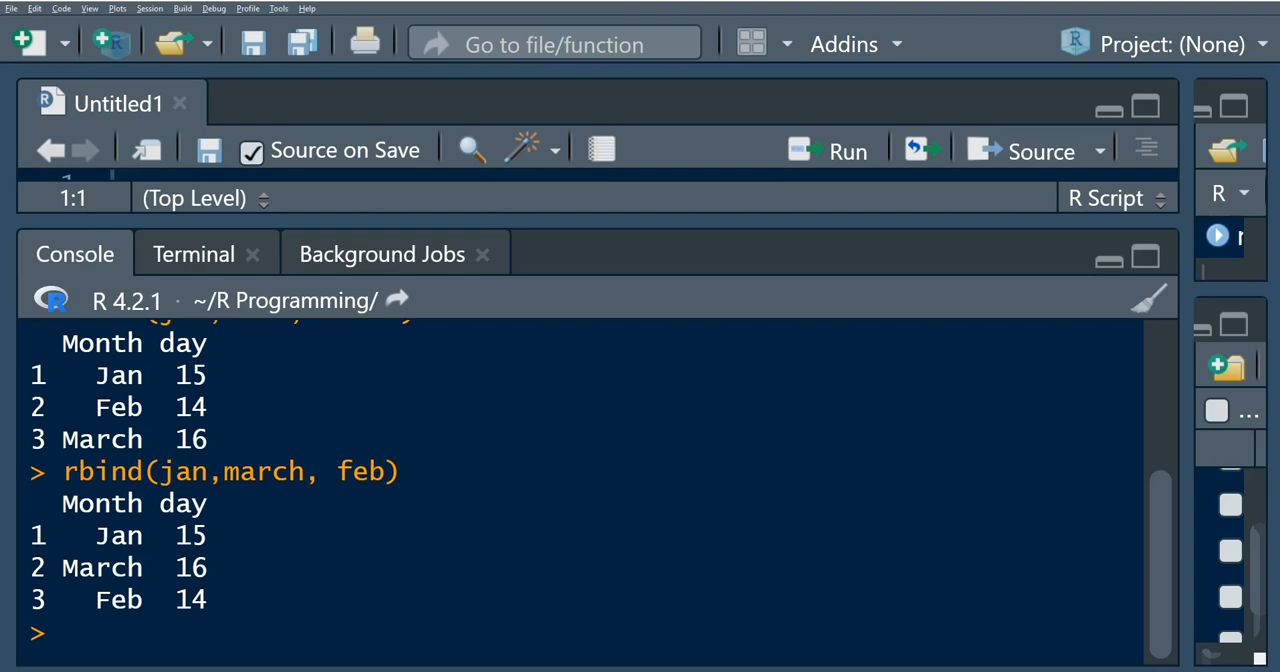 File Edit Code View Plots Session Build Debug Profile Tools Help
Go to file/function Addins Project: (None)
Untitled1
Source on Save Run Source
1:1 (Top Level) R Script
R
Console Terminal Background Jobs
R 4.2.1 · ~/R Programming/
Month day
1 Jan 15
2 Feb 14
3 March 16
> rbind(jan,march, feb)
Month day
1 Jan 15
2 March 16
3 Feb 14
>
...